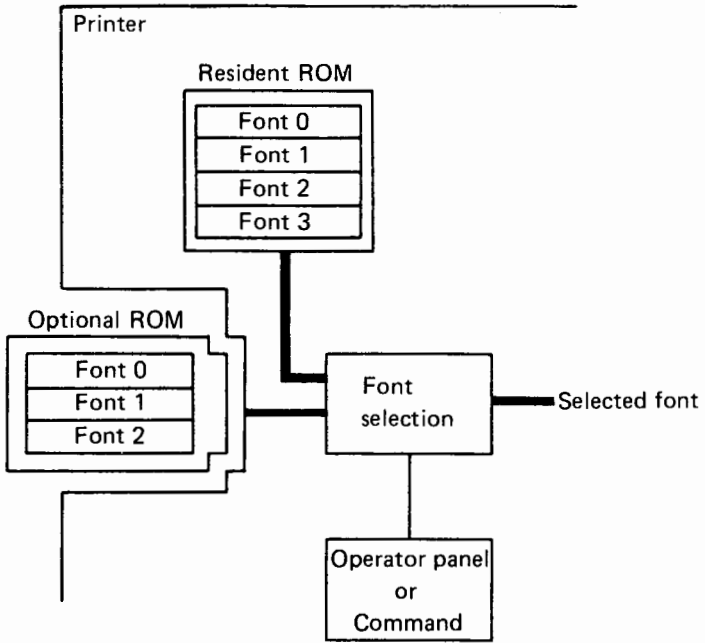 Printer
Resident ROM
Font 0
Font 1
Font 2
Font 3
Optional ROM
Font 0
Font 1
Font 2
Font
selection
Selected font
Operator panel
or
Command